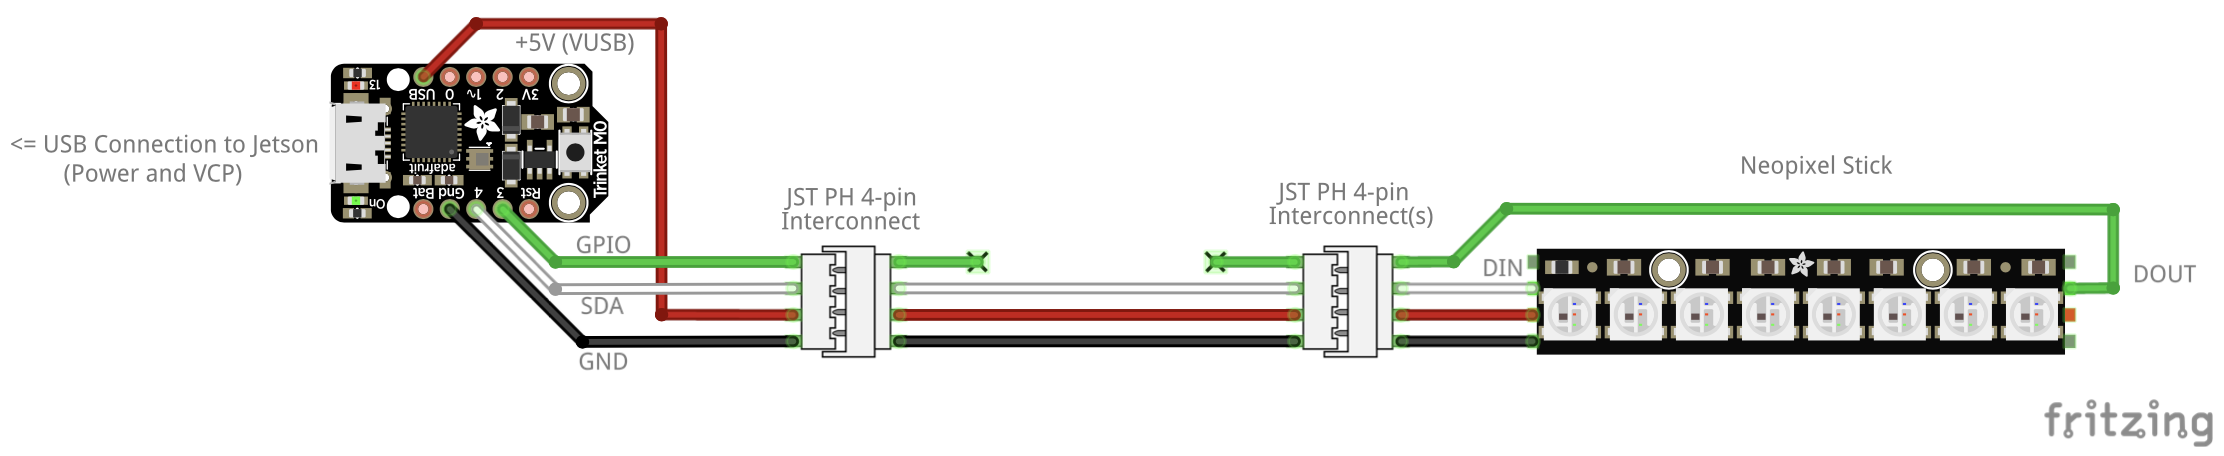 +5V (VUSB)
13
USB 0 1~ 2 3V
<= USB Connection to Jetson
(Power and VCP)
adafruit
Trinket M0
Bat Gnd 4 3 Rst
On
JST PH 4-pin
Interconnect
JST PH 4-pin
Interconnect(s)
Neopixel Stick
GPIO
SDA
GND
DIN
DOUT
fritzing